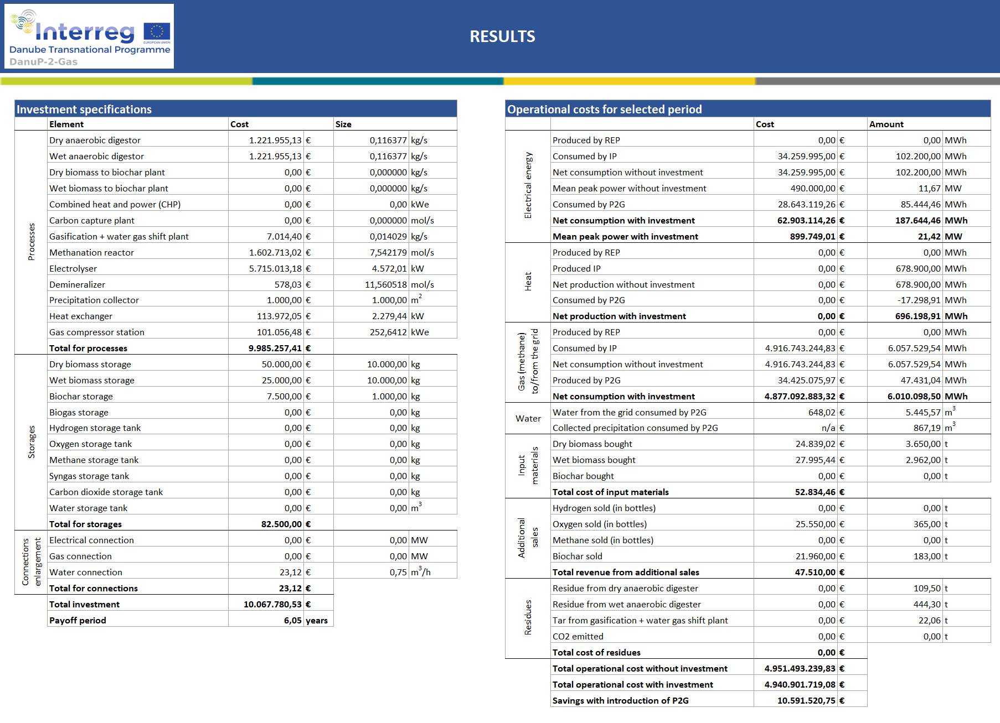 Interreg
EUROPEAN UNION
Danube Transnational Programme
DanuP-2-Gas
RESULTS
Investment specifications
Element Cost Size
Processes
Dry anaerobic digestor 1.221.955,13 € 0,116377 kg/s
Wet anaerobic digestor 1.221.955,13 € 0,116377 kg/s
Dry biomass to biochar plant 0,00 € 0,000000 kg/s
Wet biomass to biochar plant 0,00 € 0,000000 kg/s
Combined heat and power (CHP) 0,00 € 0,00 kWe
Carbon capture plant 0,00 € 0,000000 mol/s
Gasification + water gas shift plant 7.014,40 € 0,014029 kg/s
Methanation reactor 1.602.713,02 € 7,542179 mol/s
Electrolyser 5.715.013,18 € 4.572,01 kW
Demineralizer 578,03 € 11,560518 mol/s
Precipitation collector 1.000,00 € 1.000,00 m²
Heat exchanger 113.972,05 € 2.279,44 kW
Gas compressor station 101.056,48 € 252,6412 kWe
Total for processes 9.985.257,41 €
Storages
Dry biomass storage 50.000,00 € 10.000,00 kg
Wet biomass storage 25.000,00 € 10.000,00 kg
Biochar storage 7.500,00 € 1.000,00 kg
Biogas storage 0,00 € 0,00 kg
Hydrogen storage tank 0,00 € 0,00 kg
Oxygen storage tank 0,00 € 0,00 kg
Methane storage tank 0,00 € 0,00 kg
Syngas storage tank 0,00 € 0,00 kg
Carbon dioxide storage tank 0,00 € 0,00 kg
Water storage tank 0,00 € 0,00 m³
Total for storages 82.500,00 €
Connections
enlargement
Electrical connection 0,00 € 0,00 MW
Gas connection 0,00 € 0,00 MW
Water connection 23,12 € 0,75 m³/h
Total for connections 23,12 €
Total investment 10.067.780,53 €
Payoff period 6,05 years
Operational costs for selected period
Cost Amount
Electrical energy
Produced by REP 0,00 € 0,00 MWh
Consumed by IP 34.259.995,00 € 102.200,00 MWh
Net consumption without investment 34.259.995,00 € 102.200,00 MWh
Mean peak power without investment 490.000,00 € 11,67 MW
Consumed by P2G 28.643.119,26 € 85.444,46 MWh
Net consumption with investment 62.903.114,26 € 187.644,46 MWh
Mean peak power with investment 899.749,01 € 21,42 MW
Heat
Produced by REP 0,00 € 0,00 MWh
Produced IP 0,00 € 678.900,00 MWh
Net production without investment 0,00 € 678.900,00 MWh
Consumed by P2G 0,00 € -17.298,91 MWh
Net production with investment 0,00 € 696.198,91 MWh
Gas (methane)
to/from the grid
Produced by REP 0,00 € 0,00 MWh
Consumed by IP 4.916.743.244,83 € 6.057.529,54 MWh
Net consumption without investment 4.916.743.244,83 € 6.057.529,54 MWh
Produced by P2G 34.425.075,97 € 47.431,04 MWh
Net consumption with investment 4.877.092.883,32 € 6.010.098,50 MWh
Water
Water from the grid consumed by P2G 648,02 € 5.445,57 m³
Collected precipitation consumed by P2G n/a € 867,19 m³
Input
materials
Dry biomass bought 24.839,02 € 3.650,00 t
Wet biomass bought 27.995,44 € 2.962,00 t
Biochar bought 0,00 € 0,00 t
Total cost of input materials 52.834,46 €
Additional
sales
Hydrogen sold (in bottles) 0,00 € 0,00 t
Oxygen sold (in bottles) 25.550,00 € 365,00 t
Methane sold (in bottles) 0,00 € 0,00 t
Biochar sold 21.960,00 € 183,00 t
Total revenue from additional sales 47.510,00 €
Residues
Residue from dry anaerobic digester 0,00 € 109,50 t
Residue from wet anaerobic digester 0,00 € 444,30 t
Tar from gasification + water gas shift plant 0,00 € 22,06 t
CO2 emitted 0,00 € 0,00 t
Total cost of residues 0,00 €
Total operational cost without investment 4.951.493.239,83 €
Total operational cost with investment 4.940.901.719,08 €
Savings with introduction of P2G 10.591.520,75 €